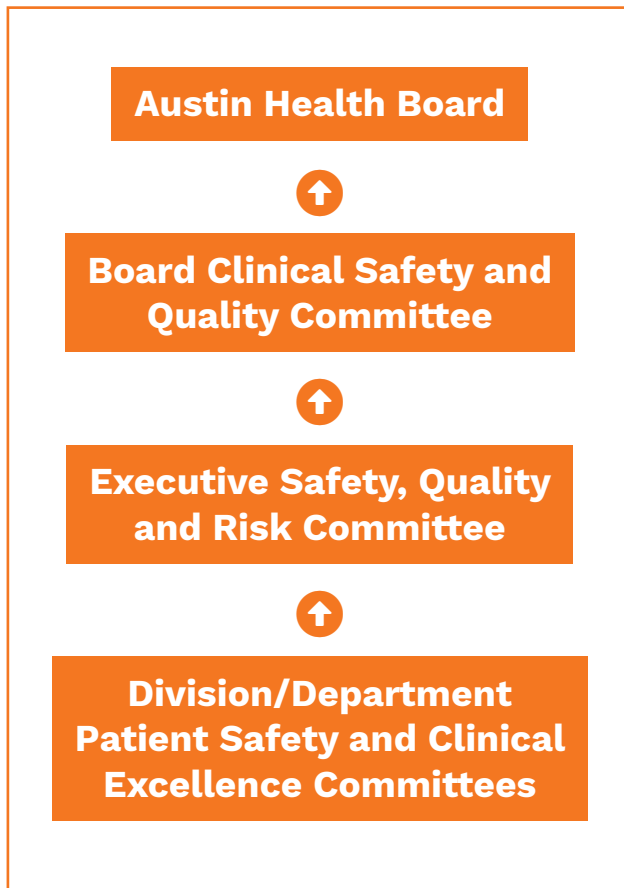 Austin Health Board
Board Clinical Safety and
Quality Committee
Executive Safety, Quality
and Risk Committee
Division/Department
Patient Safety and Clinical
Excellence Committees